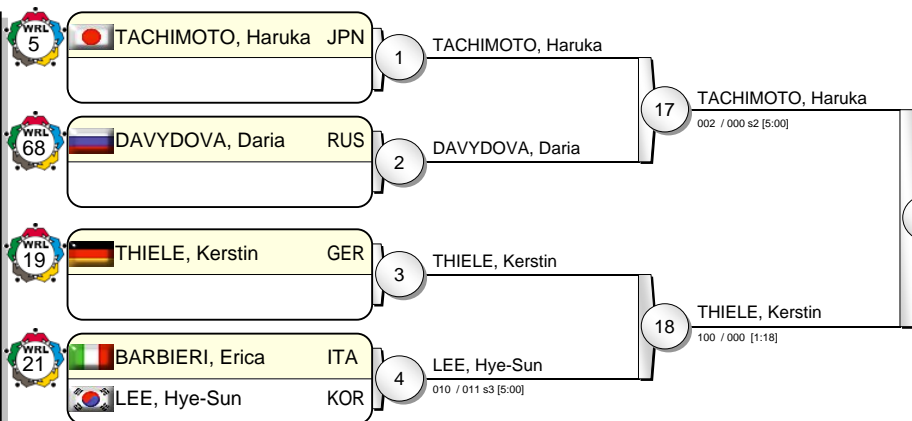 WRL
5
TACHIMOTO, Haruka JPN
1
TACHIMOTO, Haruka
17
TACHIMOTO, Haruka
002 / 000 s2 [5:00]
WRL
68
DAVYDOVA, Daria RUS
2
DAVYDOVA, Daria
WRL
19
THIELE, Kerstin GER
3
THIELE, Kerstin
18
THIELE, Kerstin
100 / 000 [1:18]
WRL
21
BARBIERI, Erica ITA
LEE, Hye-Sun KOR
4
LEE, Hye-Sun
010 / 011 s3 [5:00]